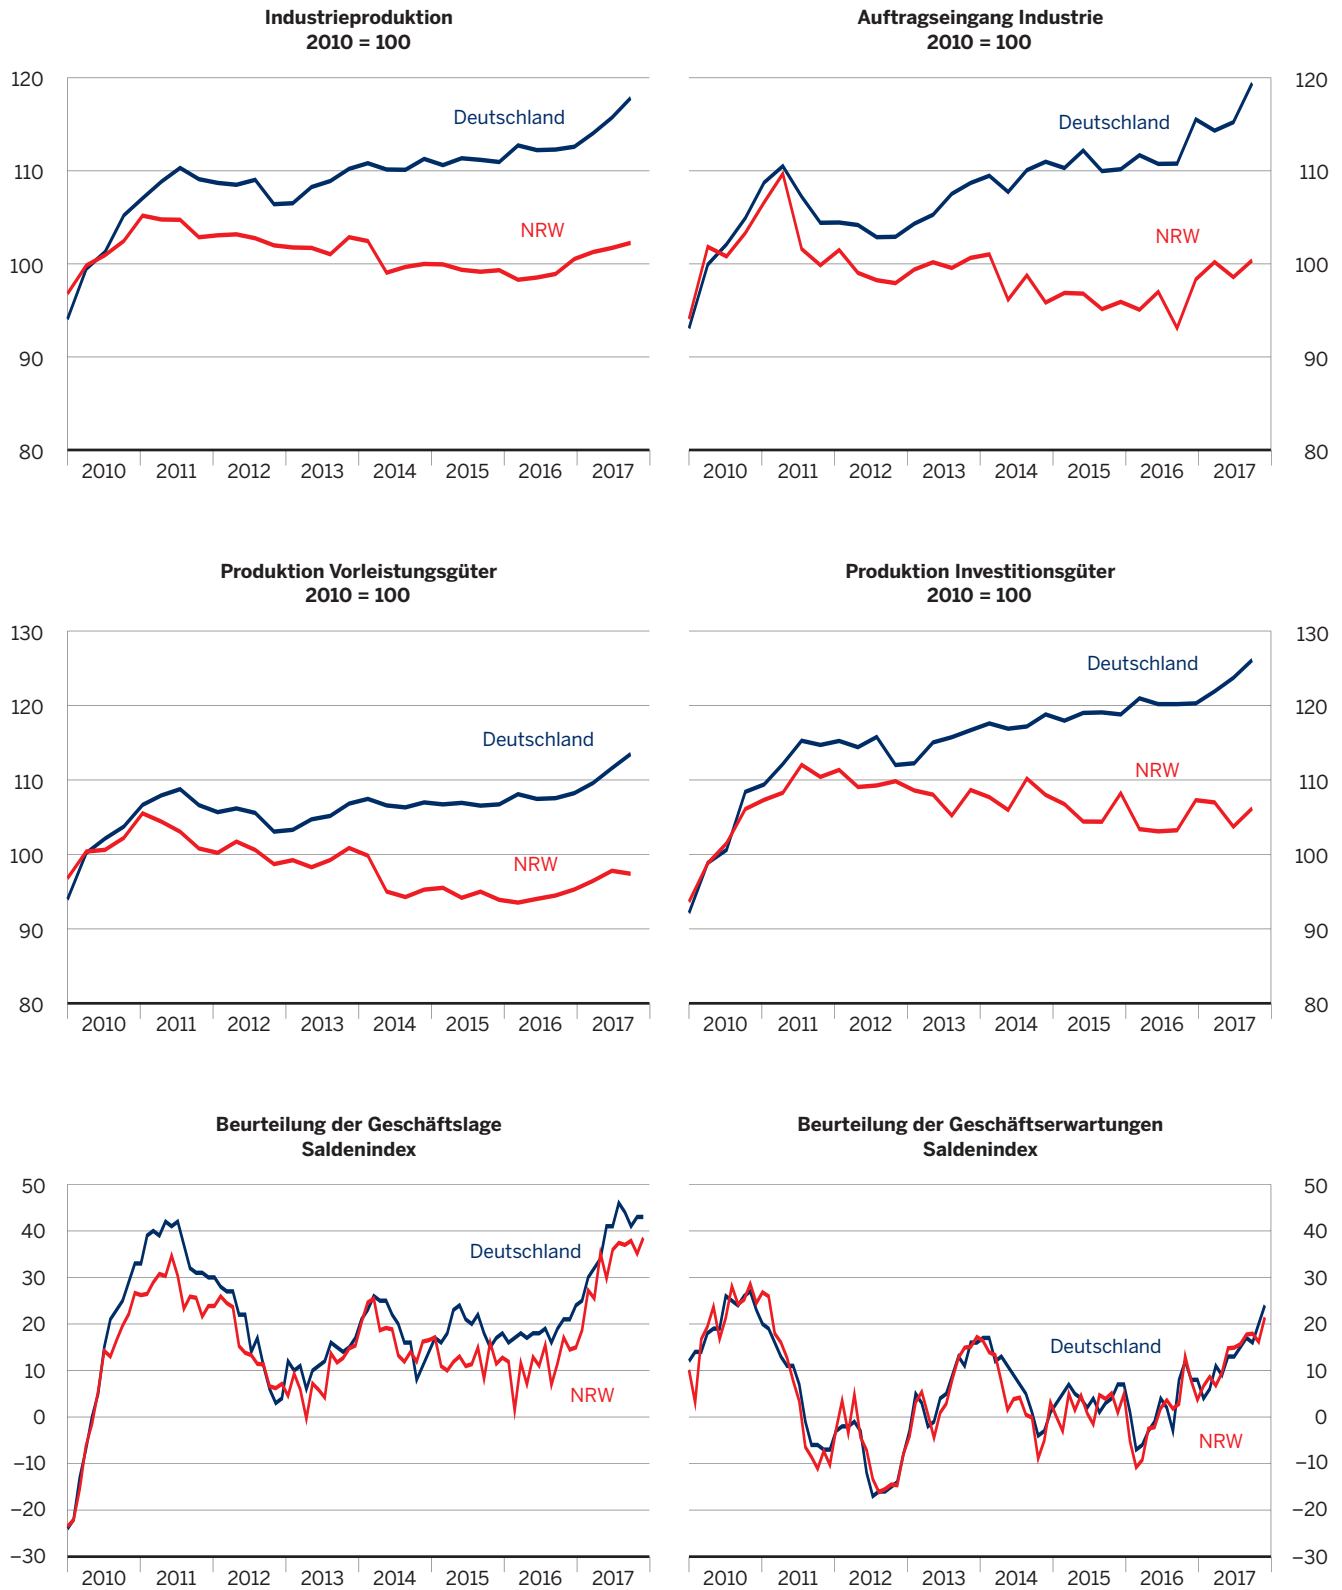 Industrieproduktion
2010 = 100
120
110
100
90
80
Deutschland
NRW
2010 2011 2012 2013 2014 2015 2016 2017
Auftragseingang Industrie
2010 = 100
120
110
100
90
80
Deutschland
NRW
2010 2011 2012 2013 2014 2015 2016 2017
Produktion Vorleistungsgüter
2010 = 100
130
120
110
100
90
80
Deutschland
NRW
2010 2011 2012 2013 2014 2015 2016 2017
Produktion Investitionsgüter
2010 = 100
130
120
110
100
90
80
Deutschland
NRW
2010 2011 2012 2013 2014 2015 2016 2017
Beurteilung der Geschäftslage
Saldenindex
50
40
30
20
10
0
−10
−20
−30
Deutschland
NRW
2010 2011 2012 2013 2014 2015 2016 2017
Beurteilung der Geschäftserwartungen
Saldenindex
50
40
30
20
10
0
−10
−20
−30
Deutschland
NRW
2010 2011 2012 2013 2014 2015 2016 2017